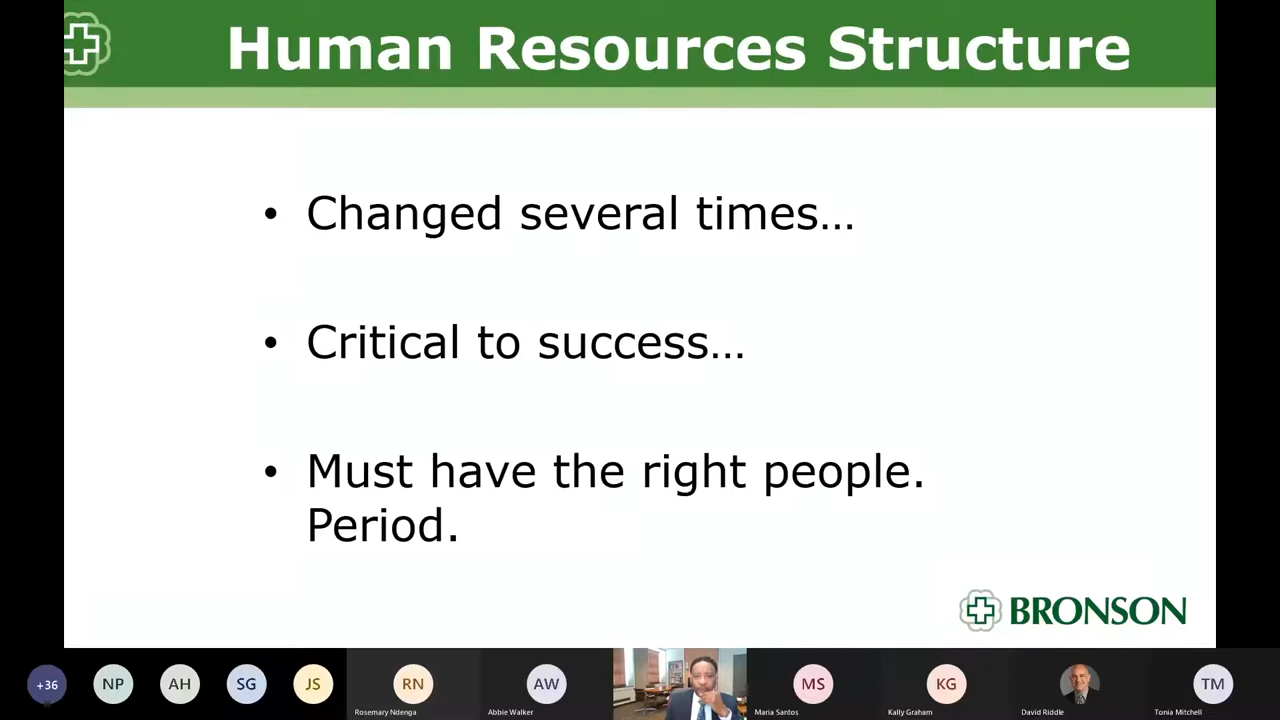 Human Resources Structure
• Changed several times…
• Critical to success…
• Must have the right people.
Period.
BRONSON
+36
NP
AH
SG
JS
RN
AW
MS
KG
TM
Rosemary Ndenga
Abbie Walker
Maria Santos
Kally Graham
David Riddle
Tonia Mitchell